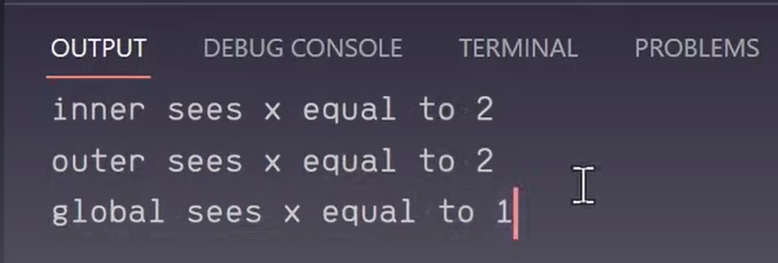 OUTPUT DEBUG CONSOLE TERMINAL PROBLEMS
inner sees x equal to 2
outer sees x equal to 2
global sees x equal to 1